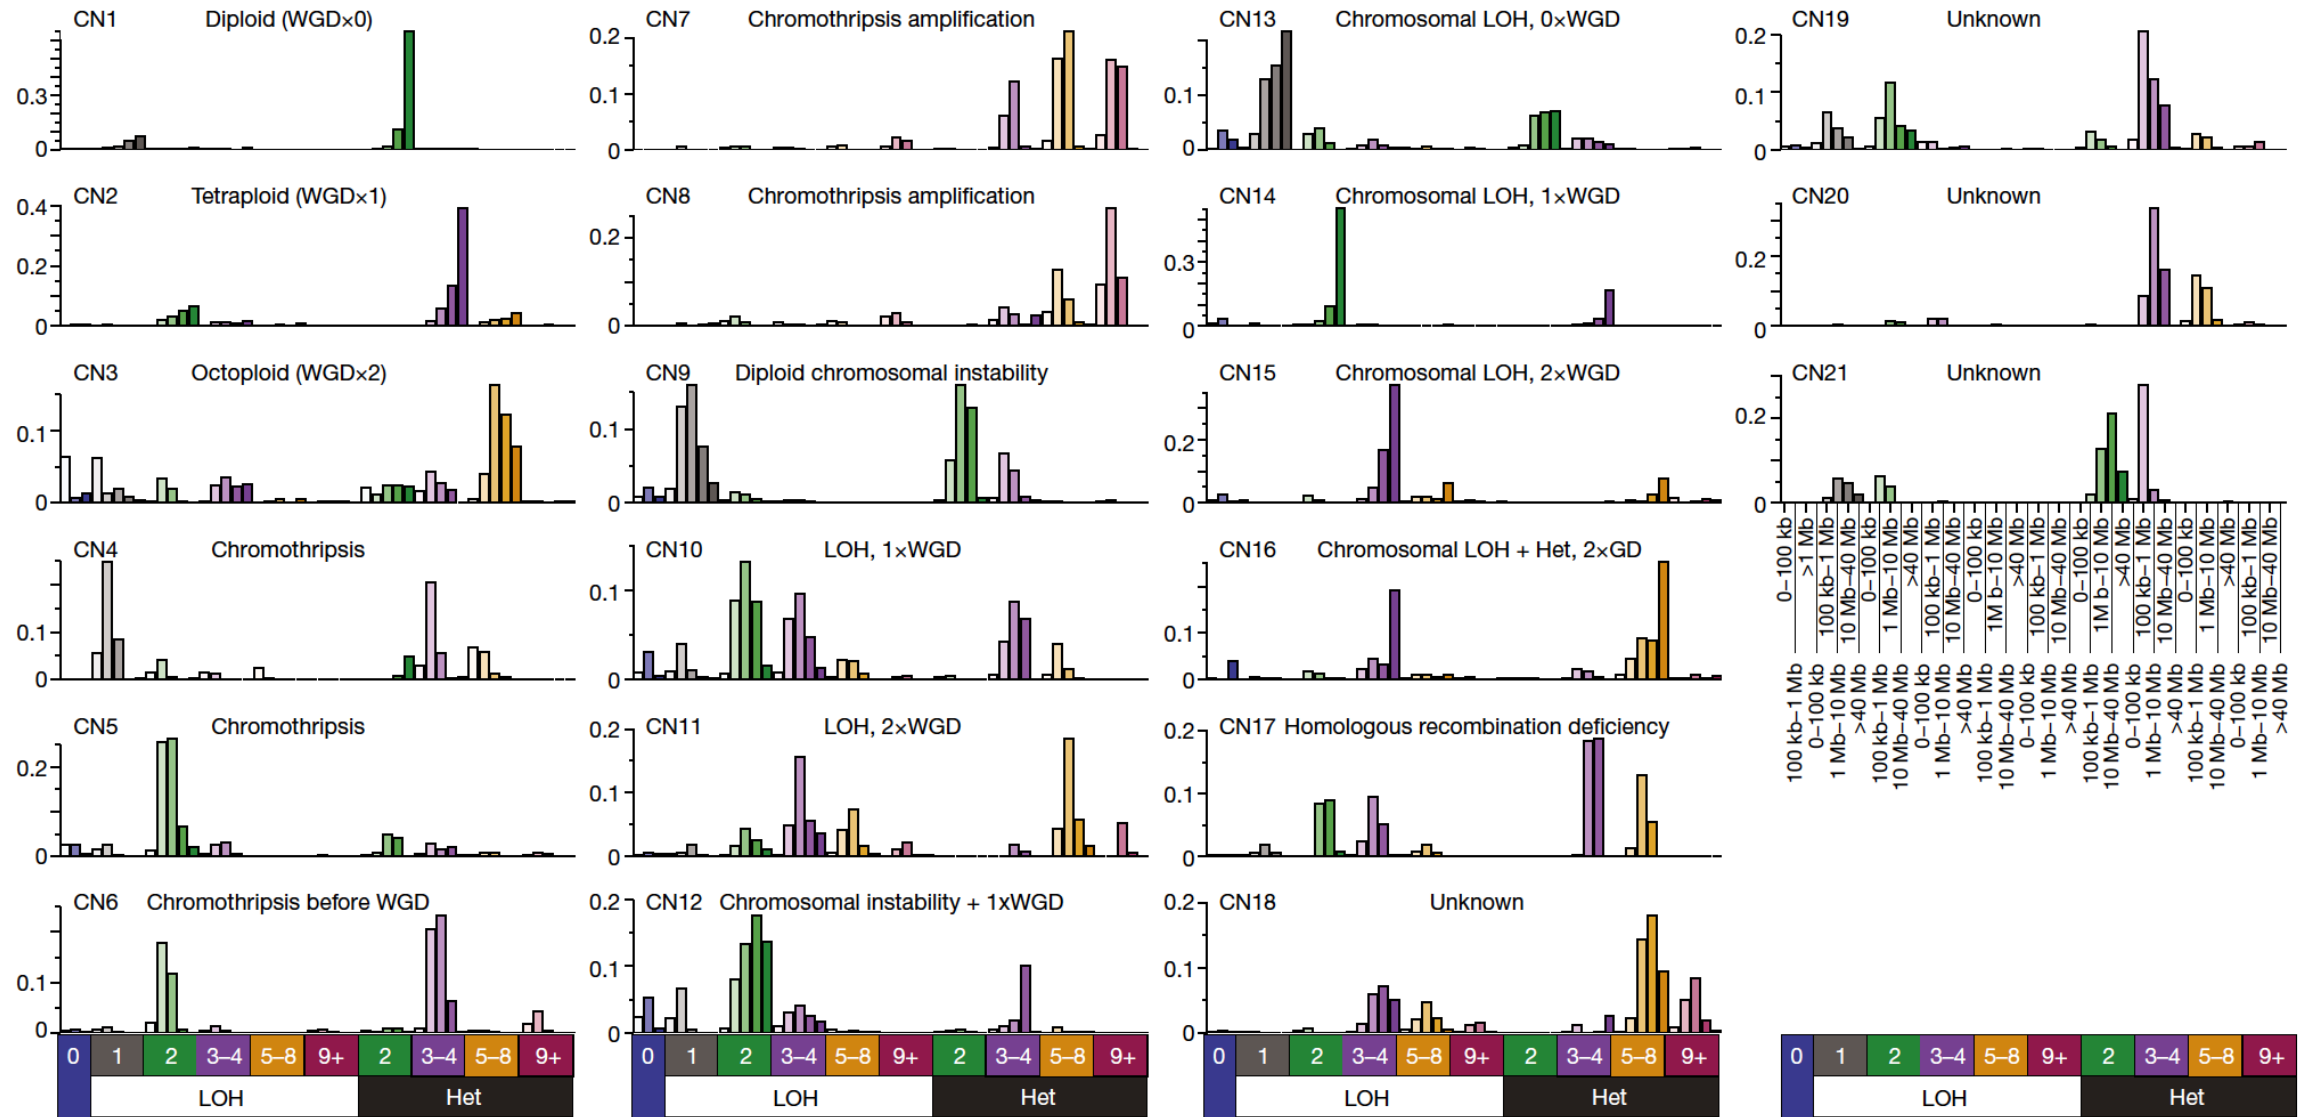 CN1 Diploid (WGD×0)
0.3
0
CN2 Tetraploid (WGD×1)
0.4
0.2
0
CN3 Octoploid (WGD×2)
0.1
0
CN4 Chromothripsis
0.1
0
CN5 Chromothripsis
0.2
0
CN6 Chromothripsis before WGD
0.1
0
0 1 2 3–4 5–8 9+ 2 3–4 5–8 9+
LOH Het
CN7 Chromothripsis amplification
0.2
0.1
0
CN8 Chromothripsis amplification
0.2
0
CN9 Diploid chromosomal instability
0.1
0
CN10 LOH, 1×WGD
0.1
0
CN11 LOH, 2×WGD
0.2
0.1
0
CN12 Chromosomal instability + 1xWGD
0.2
0.1
0
0 1 2 3–4 5–8 9+ 2 3–4 5–8 9+
LOH Het
CN13 Chromosomal LOH, 0×WGD
0.1
0
CN14 Chromosomal LOH, 1×WGD
0.3
0
CN15 Chromosomal LOH, 2×WGD
0.2
0
CN16 Chromosomal LOH + Het, 2×GD
0.1
0
CN17 Homologous recombination deficiency
0.2
0.1
0
CN18 Unknown
0.2
0.1
0
0 1 2 3–4 5–8 9+ 2 3–4 5–8 9+
LOH Het
CN19 Unknown
0.2
0.1
0
CN20 Unknown
0.2
0
CN21 Unknown
0.2
0
0–100 kb
100 kb–1 Mb
>1 Mb
0–100 kb
100 kb–1 Mb
1 Mb–10 Mb
10 Mb–40 Mb
>40 Mb
0–100 kb
100 kb–1 Mb
1 Mb–10 Mb
10 Mb–40 Mb
>40 Mb
0–100 kb
100 kb–1 Mb
1 Mb–10 Mb
10 Mb–40 Mb
>40 Mb
0–100 kb
100 kb–1 Mb
1M b–10 Mb
10 Mb–40 Mb
>40 Mb
0–100 kb
100 kb–1 Mb
1 Mb–10 Mb
10 Mb–40 Mb
>40 Mb
0–100 kb
100 kb–1 Mb
1M b–10 Mb
10 Mb–40 Mb
>40 Mb
0–100 kb
100 kb–1 Mb
1 Mb–10 Mb
10 Mb–40 Mb
>40 Mb
0–100 kb
100 kb–1 Mb
1 Mb–10 Mb
10 Mb–40 Mb
>40 Mb
0–100 kb
100 kb–1 Mb
1 Mb–10 Mb
10 Mb–40 Mb
>40 Mb
0 1 2 3–4 5–8 9+ 2 3–4 5–8 9+
LOH Het